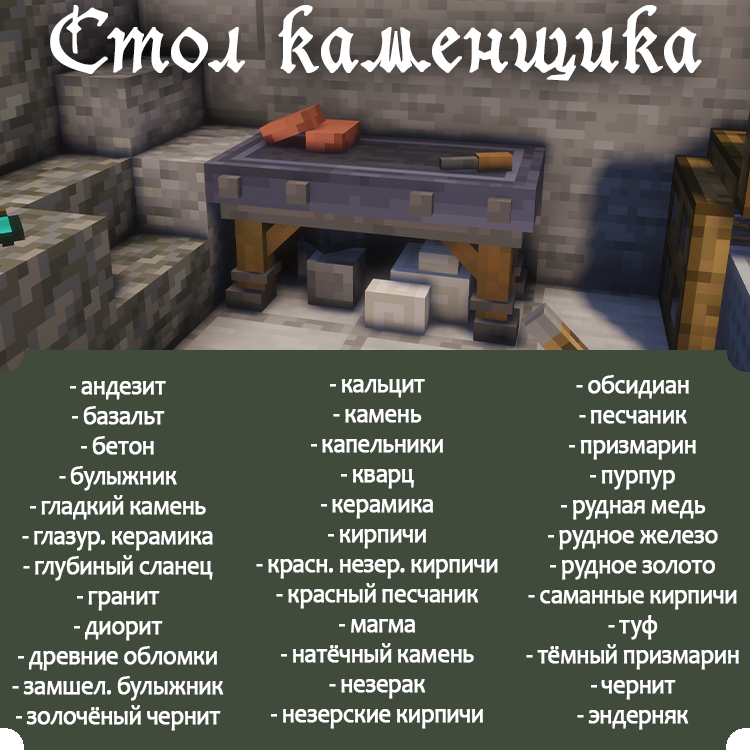 Стол каменщика
- андезит
- базальт
- бетон
- булыжник
- гладкий камень
- глазур. керамика
- глубиный сланец
- гранит
- диорит
- древние обломки
- замшел. булыжник
- золочёный чернит
- кальцит
- камень
- капельники
- кварц
- керамика
- кирпичи
- красн. незер. кирпичи
- красный песчаник
- магма
- натёчный камень
- незерак
- незерские кирпичи
- обсидиан
- песчаник
- призмарин
- пурпур
- рудная медь
- рудное железо
- рудное золото
- саманные кирпичи
- туф
- тёмный призмарин
- чернит
- эндерняк